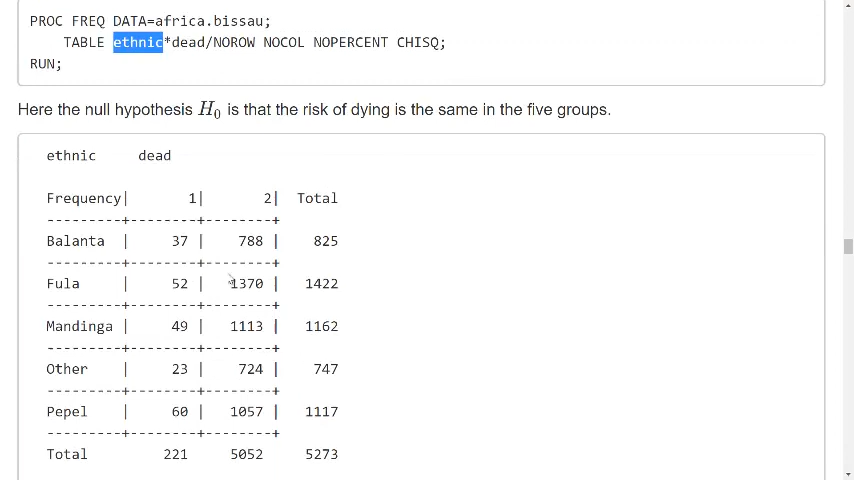 PROC FREQ DATA=africa.bissau;
TABLE ethnic*dead/NOROW NOCOL NOPERCENT CHISQ;
RUN;
Here the null hypothesis H0 is that the risk of dying is the same in the five groups.
ethnic dead
Frequency| 1| 2| Total
---------+--------+--------+
Balanta | 37 | 788 | 825
---------+--------+--------+
Fula | 52 | 1370 | 1422
---------+--------+--------+
Mandinga | 49 | 1113 | 1162
---------+--------+--------+
Other | 23 | 724 | 747
---------+--------+--------+
Pepel | 60 | 1057 | 1117
---------+--------+--------+
Total 221 5052 5273